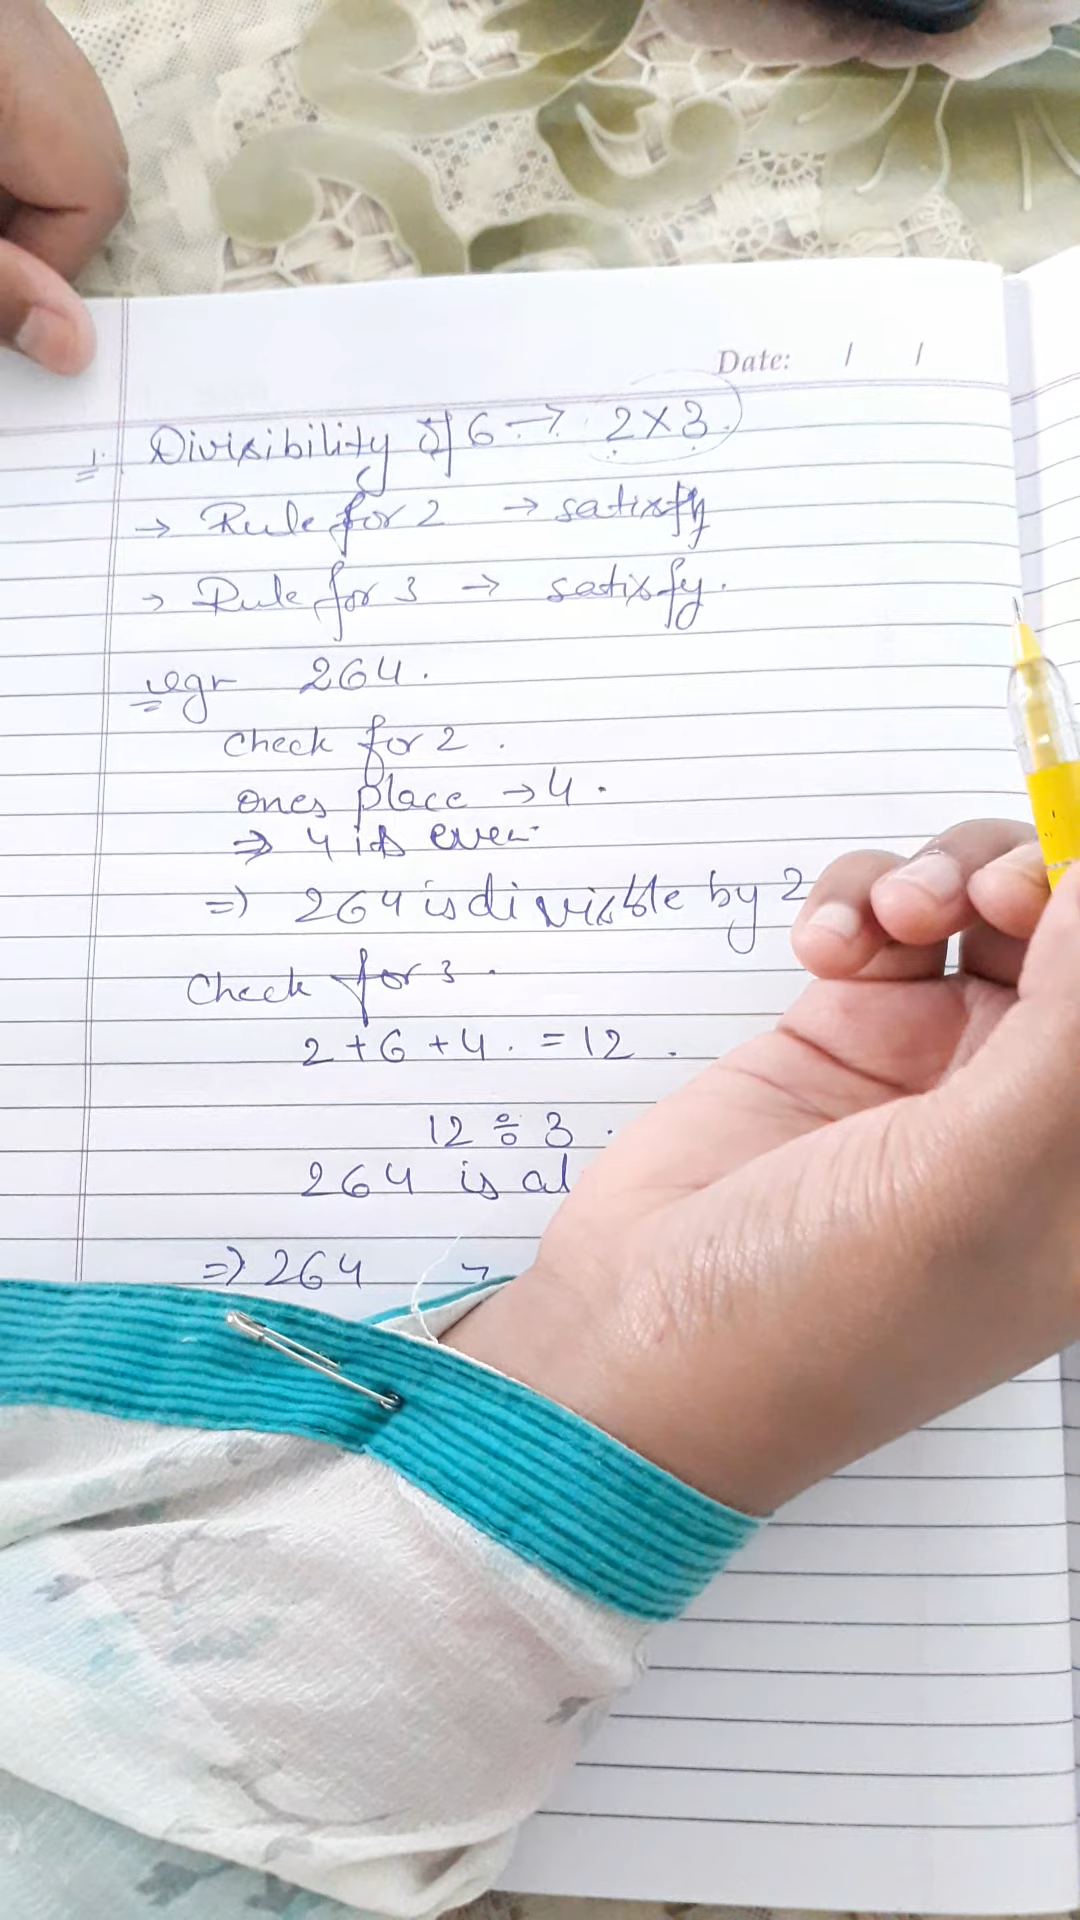 Date: / /
1. Divisibility of 6 → 2×3.
→ Rule for 2 → satisfy
→ Rule for 3 → satisfy.
eg:- 264.
Check for 2.
Ones place → 4.
⇒ 4 is even
⇒ 264 is divisible by 2
Check for 3.
2+6+4. = 12.
12 ÷ 3.
264 is al
⇒ 264 →